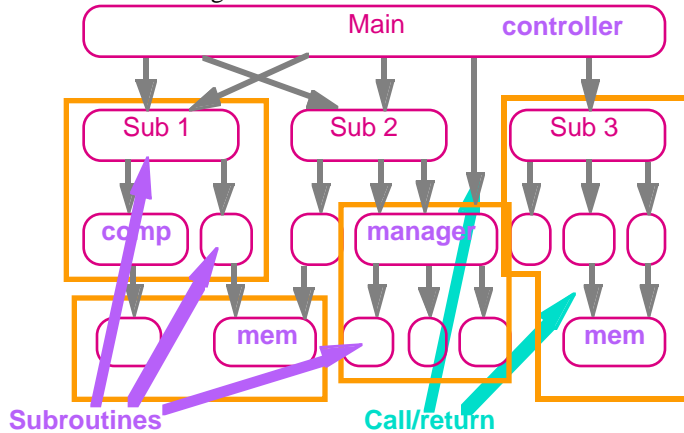 Main controller
Sub 1 Sub 2 Sub 3
comp manager
mem mem
Subroutines Call/return